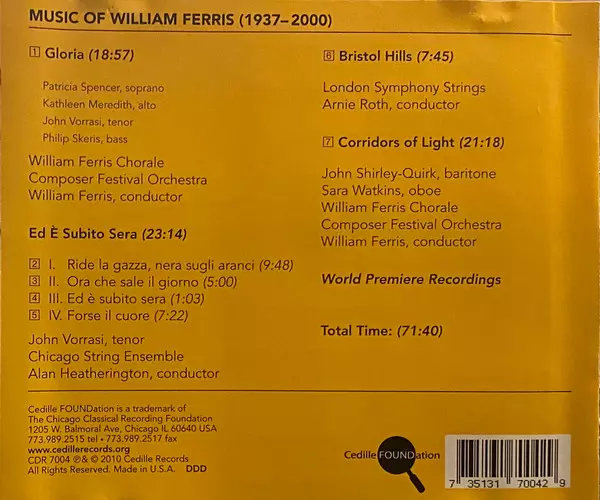 MUSIC OF WILLIAM FERRIS (1937–2000)
1 Gloria (18:57)
Patricia Spencer, soprano
Kathleen Meredith, alto
John Vorrasi, tenor
Philip Skeris, bass
William Ferris Chorale
Composer Festival Orchestra
William Ferris, conductor
Ed È Subito Sera (23:14)
2 I. Ride la gazza, nera sugli aranci (9:48)
3 II. Ora che sale il giorno (5:00)
4 III. Ed è subito sera (1:03)
5 IV. Forse il cuore (7:22)
John Vorrasi, tenor
Chicago String Ensemble
Alan Heatherington, conductor
6 Bristol Hills (7:45)
London Symphony Strings
Arnie Roth, conductor
7 Corridors of Light (21:18)
John Shirley-Quirk, baritone
Sara Watkins, oboe
William Ferris Chorale
Composer Festival Orchestra
William Ferris, conductor
World Premiere Recordings
Total Time: (71:40)
Cedille FOUNDation is a trademark of
The Chicago Classical Recording Foundation
1205 W. Balmoral Ave, Chicago IL 60640 USA
773.989.2515 tel • 773.989.2517 fax
www.cedillerecords.org
CDR 7004 ℗& © 2010 Cedille Records
All Rights Reserved. Made in U.S.A. DDD
Cedille FOUNDation
7 35131 70042 9